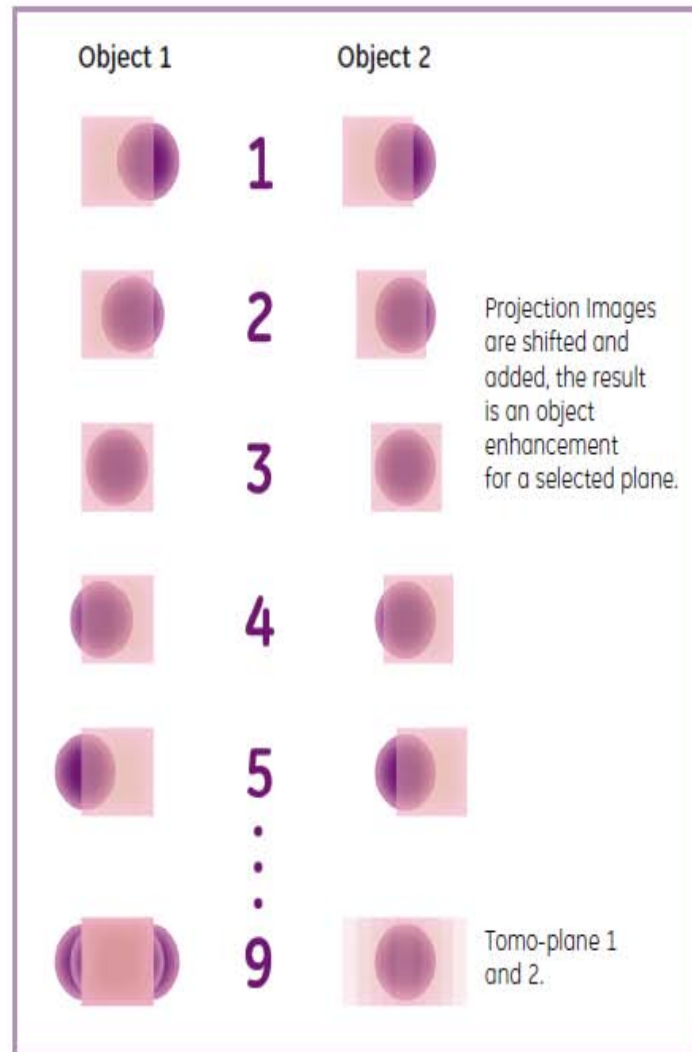 Object 1
Object 2
1
2
Projection Images
are shifted and
added, the result
is an object
enhancement
for a selected plane.
3
4
5
9
Tomo-plane 1
and 2.